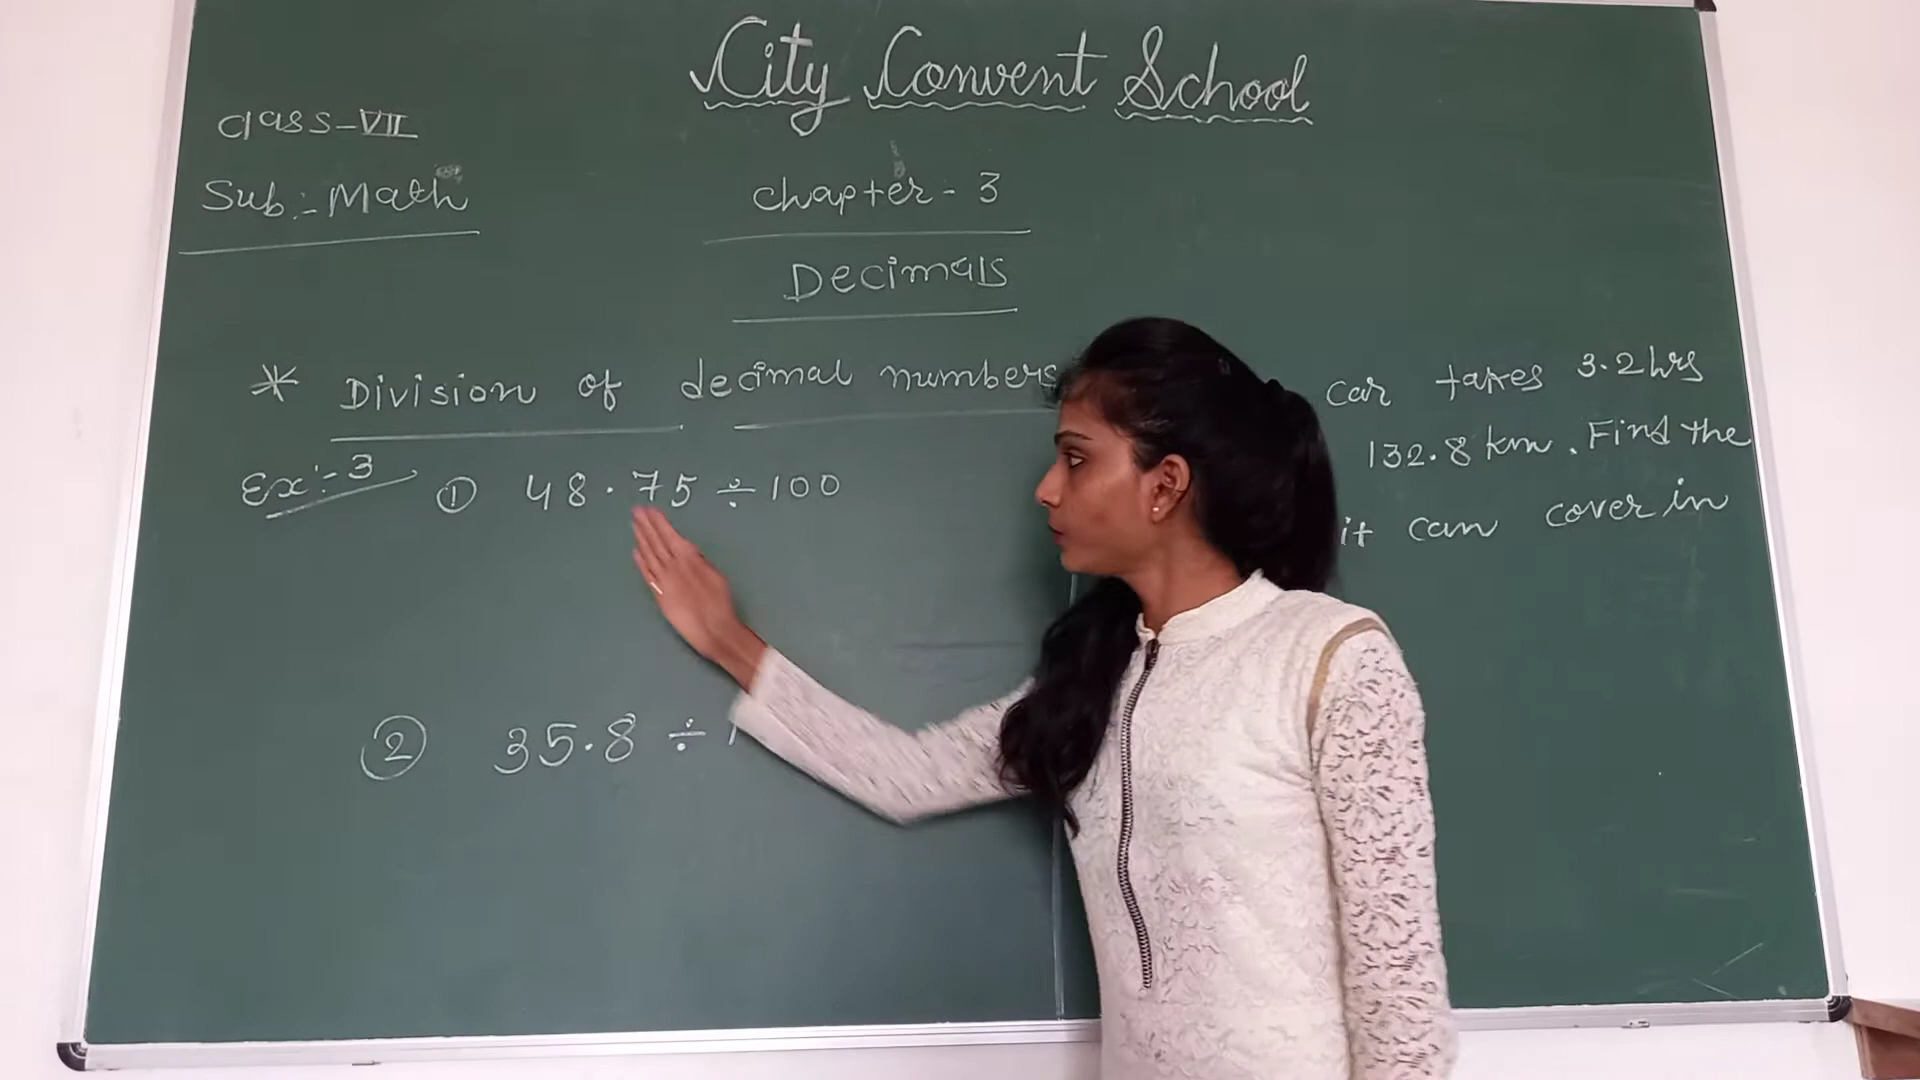 City Convent School
Class-VII
Sub:-Math
Chapter-3
Decimals
* Division of decimal numbers
Ex:-3 ① 48.75 ÷ 100
② 35.8 ÷ 1
car takes 3.2 hrs
132.8 km. Find the
it can cover in